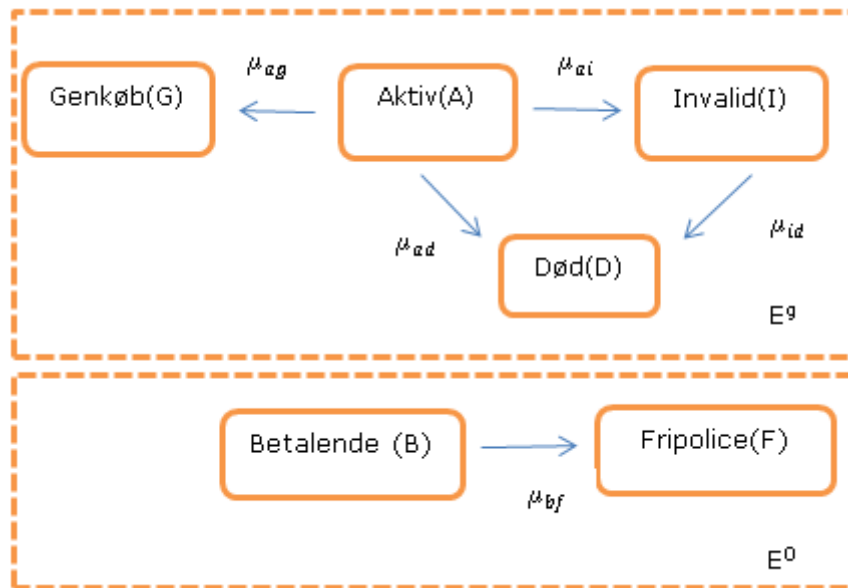 μag μai
Genkøb(G) Aktiv(A) Invalid(I)
μad μid
Død(D)
Eg
Betalende (B) Fripolice(F)
μbf
E0